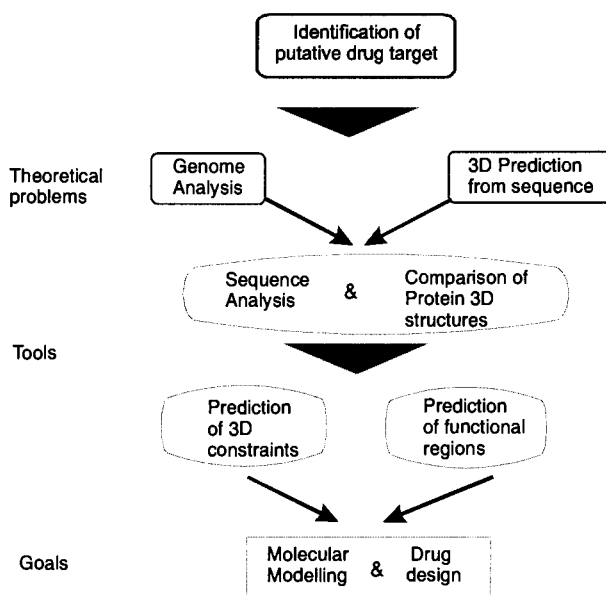 Identification of
putative drug target
Theoretical
problems
Genome
Analysis
3D Prediction
from sequence
Sequence
Analysis
&
Comparison of
Protein 3D
structures
Tools
Prediction
of 3D
constraints
Prediction
of functional
regions
Goals
Molecular
Modelling
&
Drug
design